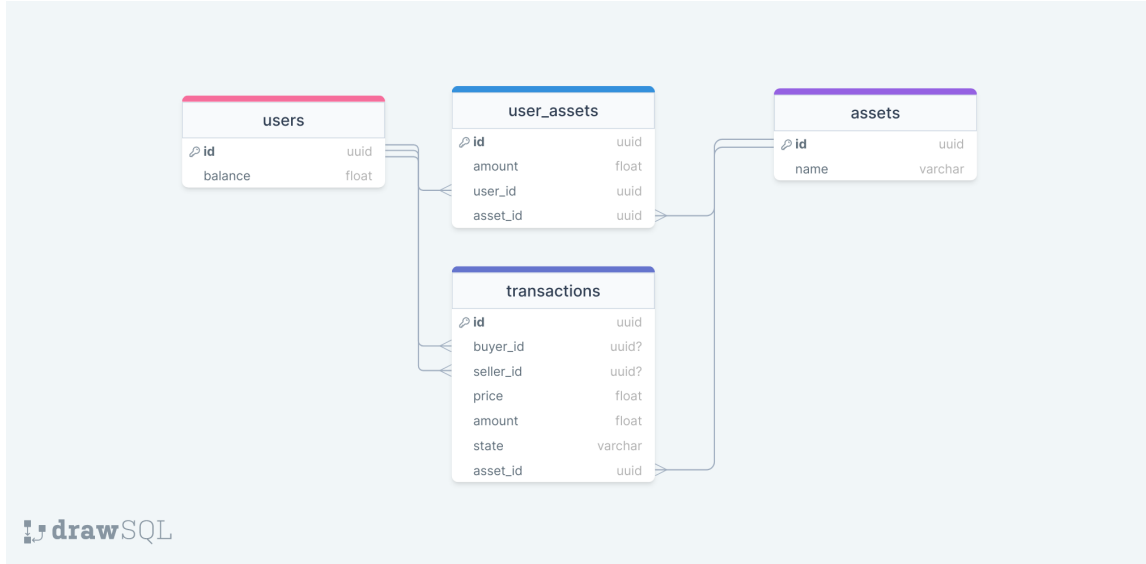 users
id uuid
balance float
user_assets
id uuid
amount float
user_id uuid
asset_id uuid
assets
id uuid
name varchar
transactions
id uuid
buyer_id uuid?
seller_id uuid?
price float
amount float
state varchar
asset_id uuid
drawSQL